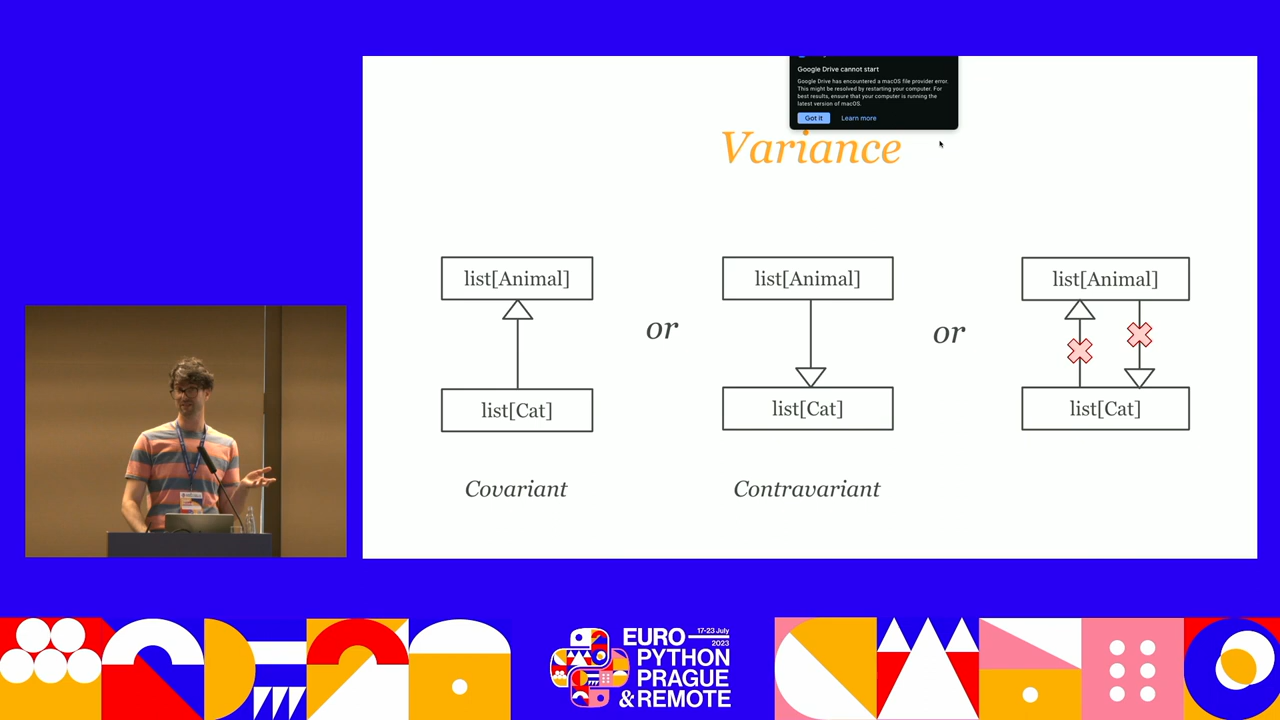 Google Drive cannot start
Google Drive has encountered a macOS file provider error.
This might be resolved by restarting your computer. For
best results, ensure that your computer is running the
latest version of macOS.
Got it
Learn more
Variance
list[Animal]
list[Cat]
Covariant
or
list[Animal]
list[Cat]
Contravariant
or
list[Animal]
list[Cat]
EURO
17-23 July
2023
PYTHON
PRAGUE
&REMOTE